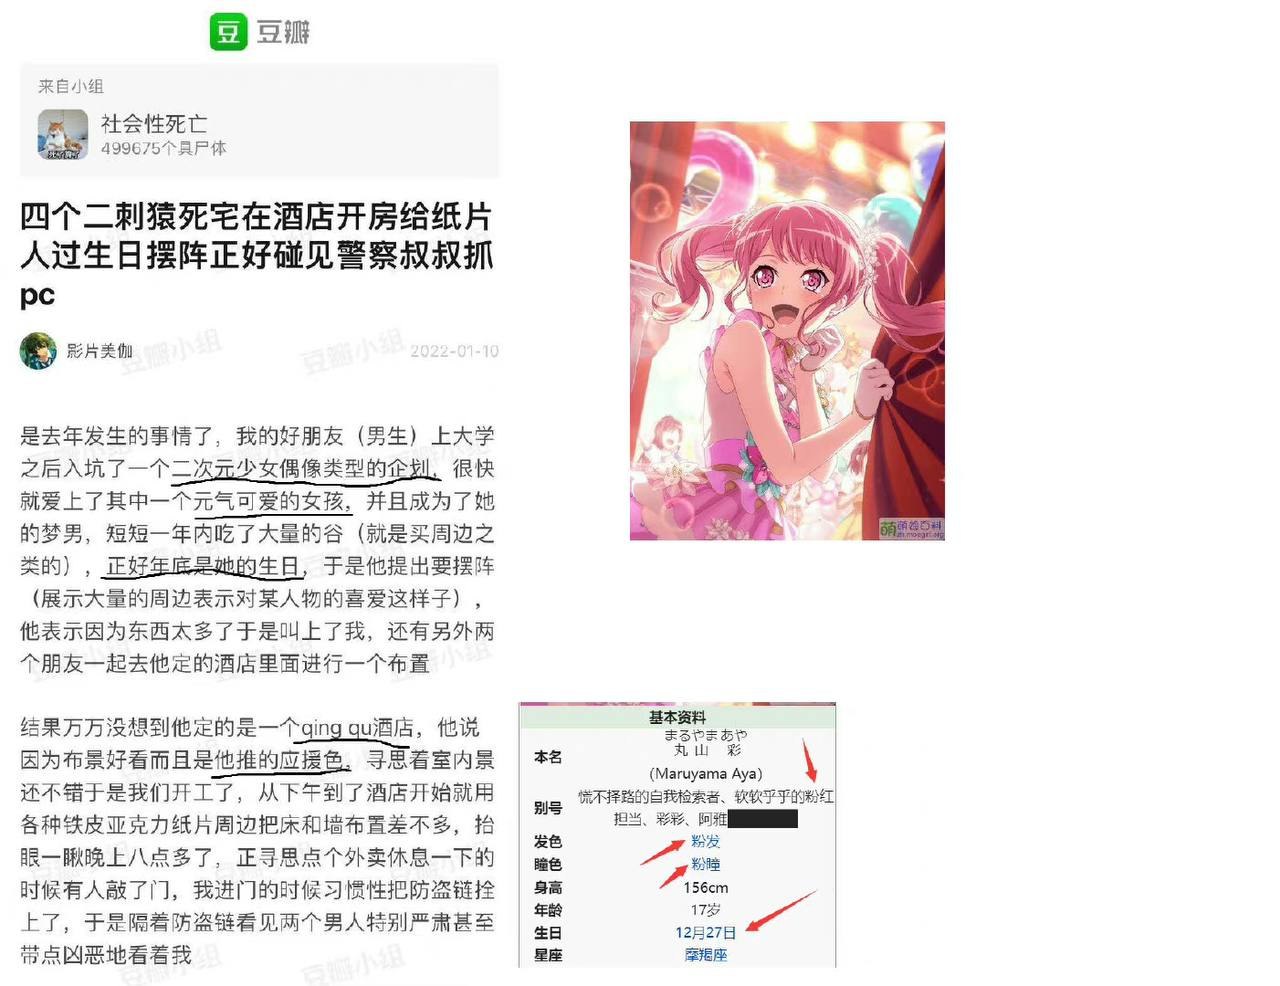 豆 豆瓣
来自小组
社会性死亡
499675个具尸体
四个二刺猿死宅在酒店开房给纸片
人过生日摆阵正好碰见警察叔叔抓
pc
影片美伽
2022-01-10
是去年发生的事情了，我的好朋友（男生）上大学
之后入坑了一个二次元少女偶像类型的企划，很快
就爱上了其中一个元气可爱的女孩，并且成为了她
的梦男，短短一年内吃了大量的谷（就是买周边之
类的），正好年底是她的生日，于是他提出要摆阵
（展示大量的周边表示对某人物的喜爱这样子），
他表示因为东西太多了于是叫上了我，还有另外两
个朋友一起去他定的酒店里面进行一个布置
结果万万没想到他定的是一个qing qu酒店，他说
因为布景好看而且是他推的应援色，寻思着室内景
还不错于是我们开工了，从下午到了酒店开始就用
各种铁皮亚克力纸片周边把床和墙布置差不多，抬
眼一瞅晚上八点多了，正寻思点个外卖休息一下的
时候有人敲了门，我进门的时候习惯性把防盗链拴
上了，于是隔着防盗链看见两个男人特别严肃甚至
带点凶恶地看着我
豆瓣小组
萌 萌娘百科
zh.moegirl.org
基本资料
本名
まるやまあや
丸山 彩
(Maruyama Aya)
别号
慌不择路的自我检索者、软软乎乎的粉红
担当、彩彩、阿雅
发色 粉发
瞳色 粉瞳
身高 156cm
年龄 17岁
生日 12月27日
星座 摩羯座